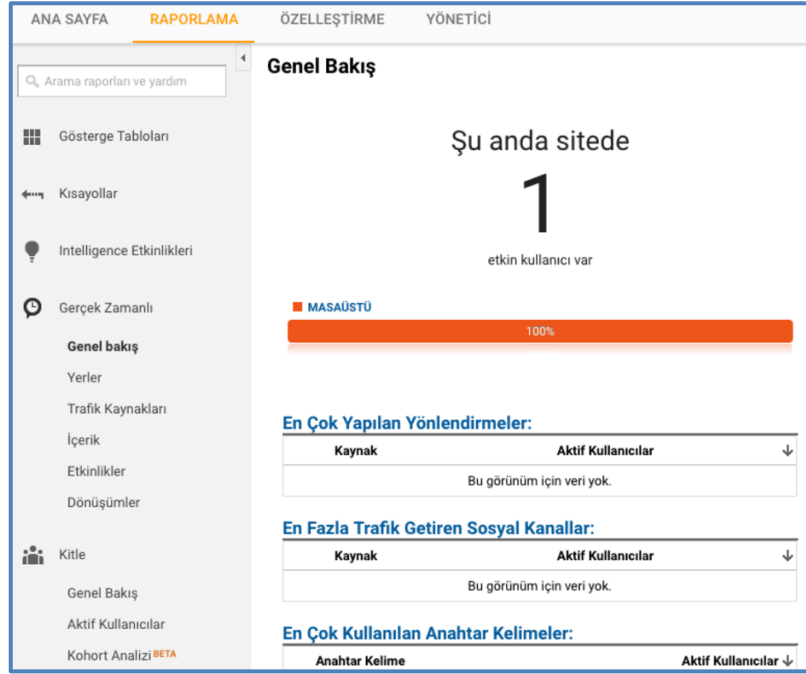 ANA SAYFA RAPORLAMA ÖZELLEŞTİRME YÖNETİCİ
Arama raporları ve yardım
Gösterge Tabloları
Kısayollar
Intelligence Etkinlikleri
Gerçek Zamanlı
Genel bakış
Yerler
Trafik Kaynakları
İçerik
Etkinlikler
Dönüşümler
Kitle
Genel Bakış
Aktif Kullanıcılar
Kohort Analizi BETA
Genel Bakış
Şu anda sitede
1
etkin kullanıcı var
MASAÜSTÜ
100%
En Çok Yapılan Yönlendirmeler:
Kaynak Aktif Kullanıcılar
Bu görünüm için veri yok.
En Fazla Trafik Getiren Sosyal Kanallar:
Kaynak Aktif Kullanıcılar
Bu görünüm için veri yok.
En Çok Kullanılan Anahtar Kelimeler:
Anahtar Kelime Aktif Kullanıcılar